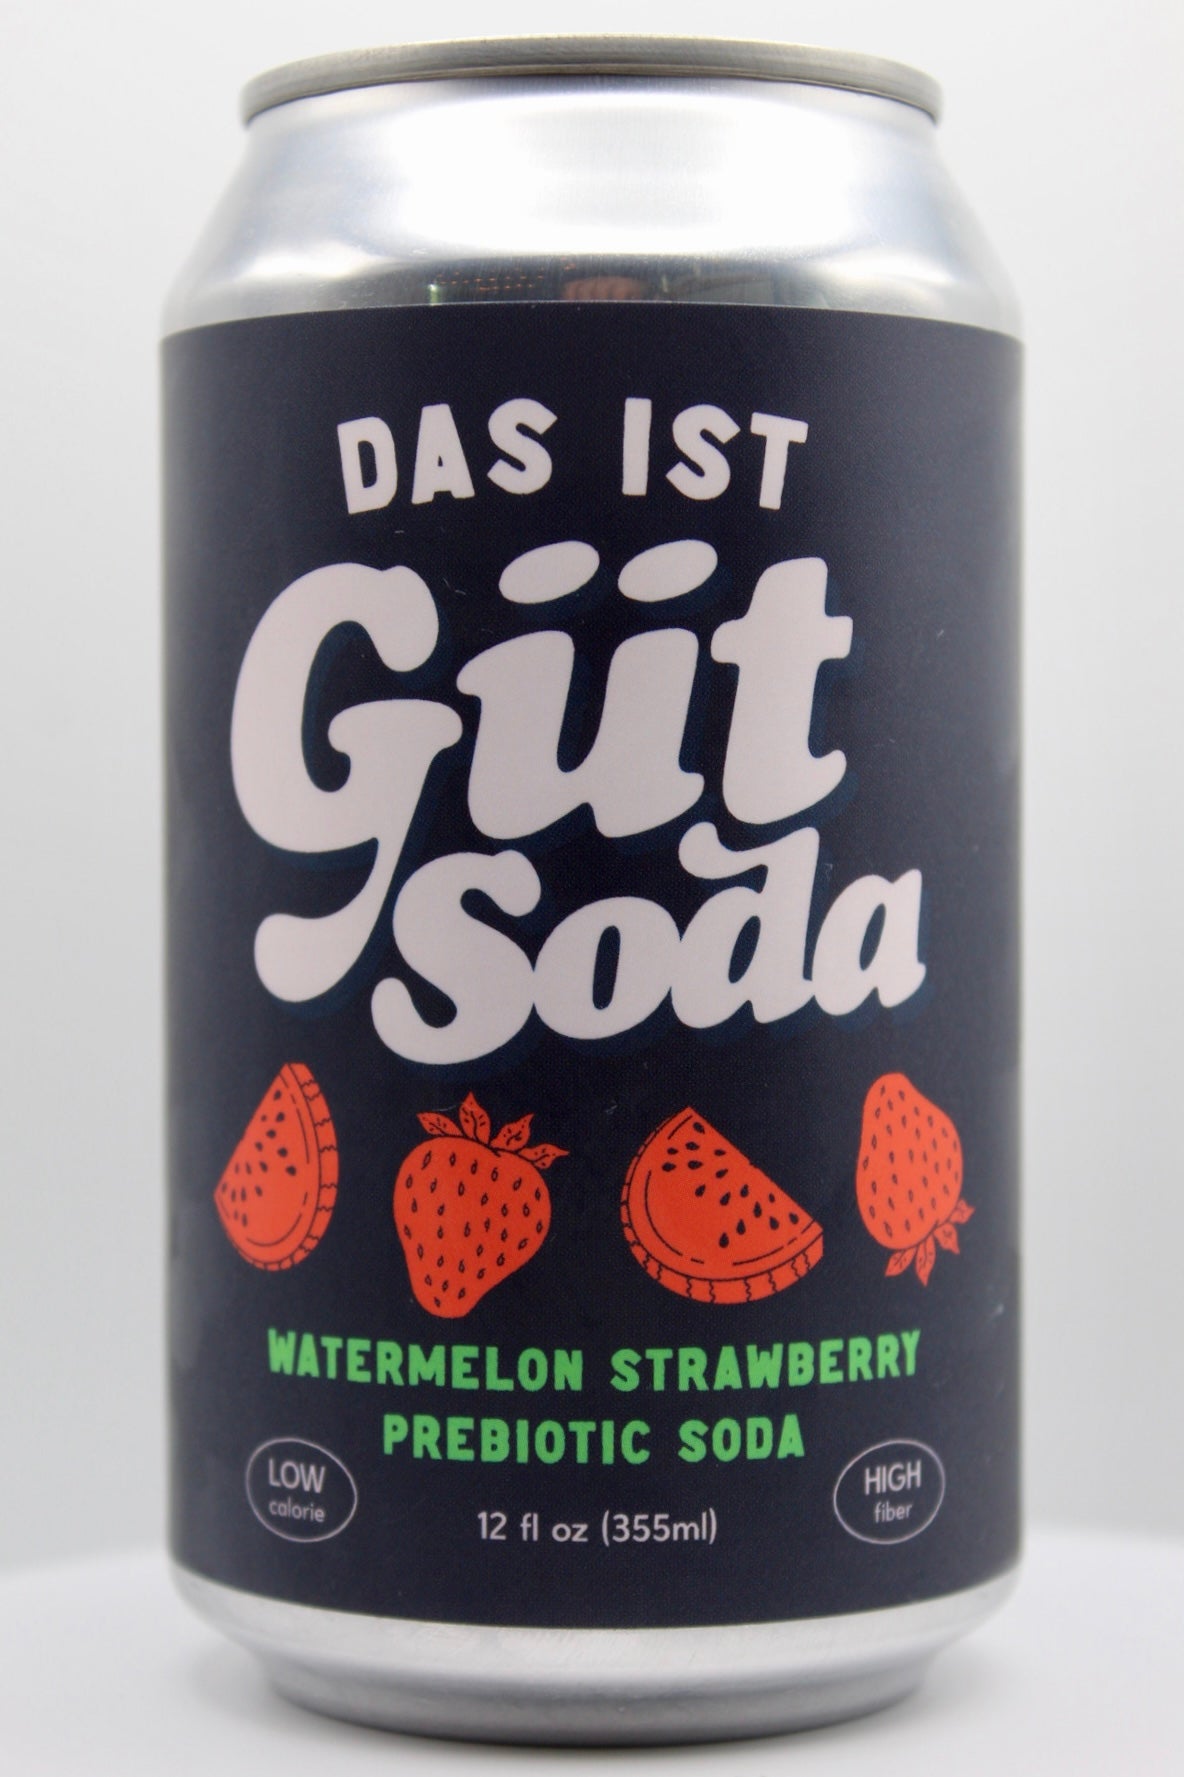 DAS IST
Güt
Soda
WATERMELON STRAWBERRY
PREBIOTIC SODA
LOW
calorie
HIGH
fiber
12 fl oz (355ml)